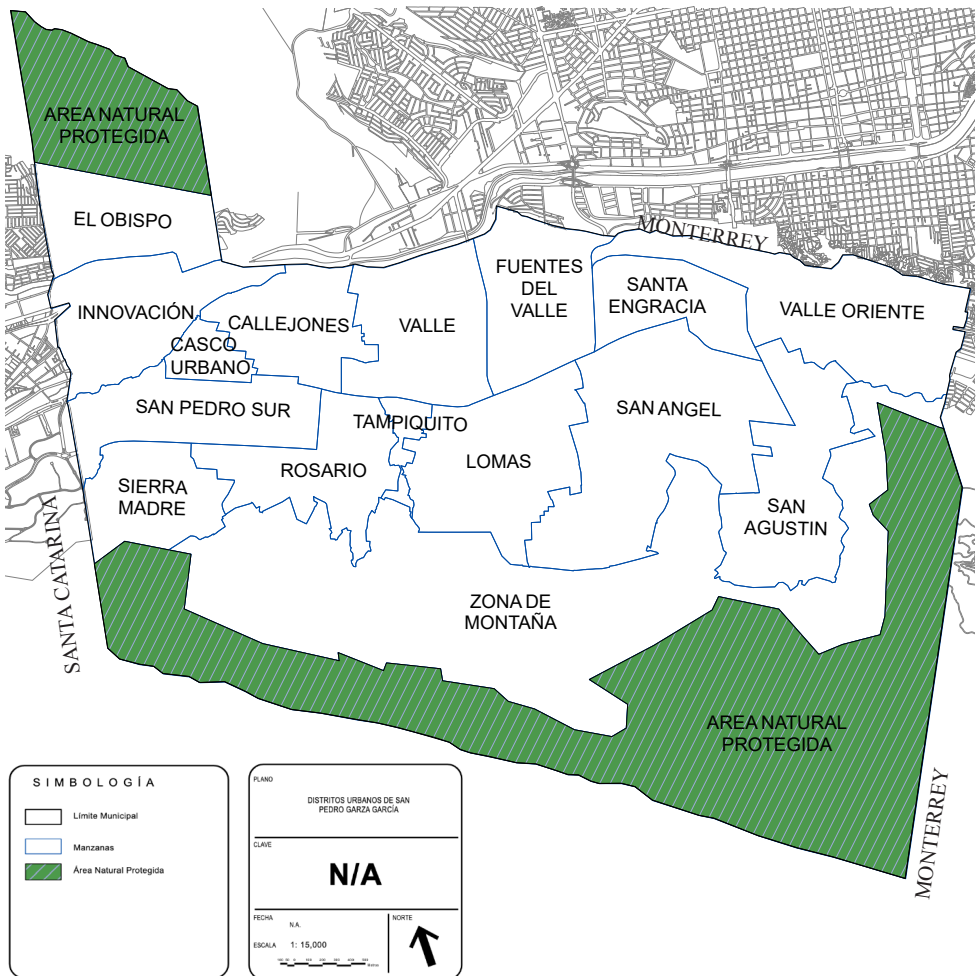 AREA NATURAL
PROTEGIDA
EL OBISPO
MONTERREY
FUENTES
DEL
VALLE
SANTA
ENGRACIA
VALLE ORIENTE
INNOVACIÓN
CALLEJONES
VALLE
CASCO
URBANO
SAN PEDRO SUR
TAMPIQUITO
SAN ANGEL
ROSARIO
LOMAS
SIERRA
MADRE
SAN
AGUSTIN
SANTA CATARINA
ZONA DE
MONTAÑA
AREA NATURAL
PROTEGIDA
MONTERREY
SIMBOLOGÍA
Límite Municipal
Manzanas
Área Natural Protegida
PLANO
DISTRITOS URBANOS DE SAN
PEDRO GARZA GARCÍA
CLAVE
N/A
FECHA
N.A.
NORTE
ESCALA
1: 15,000